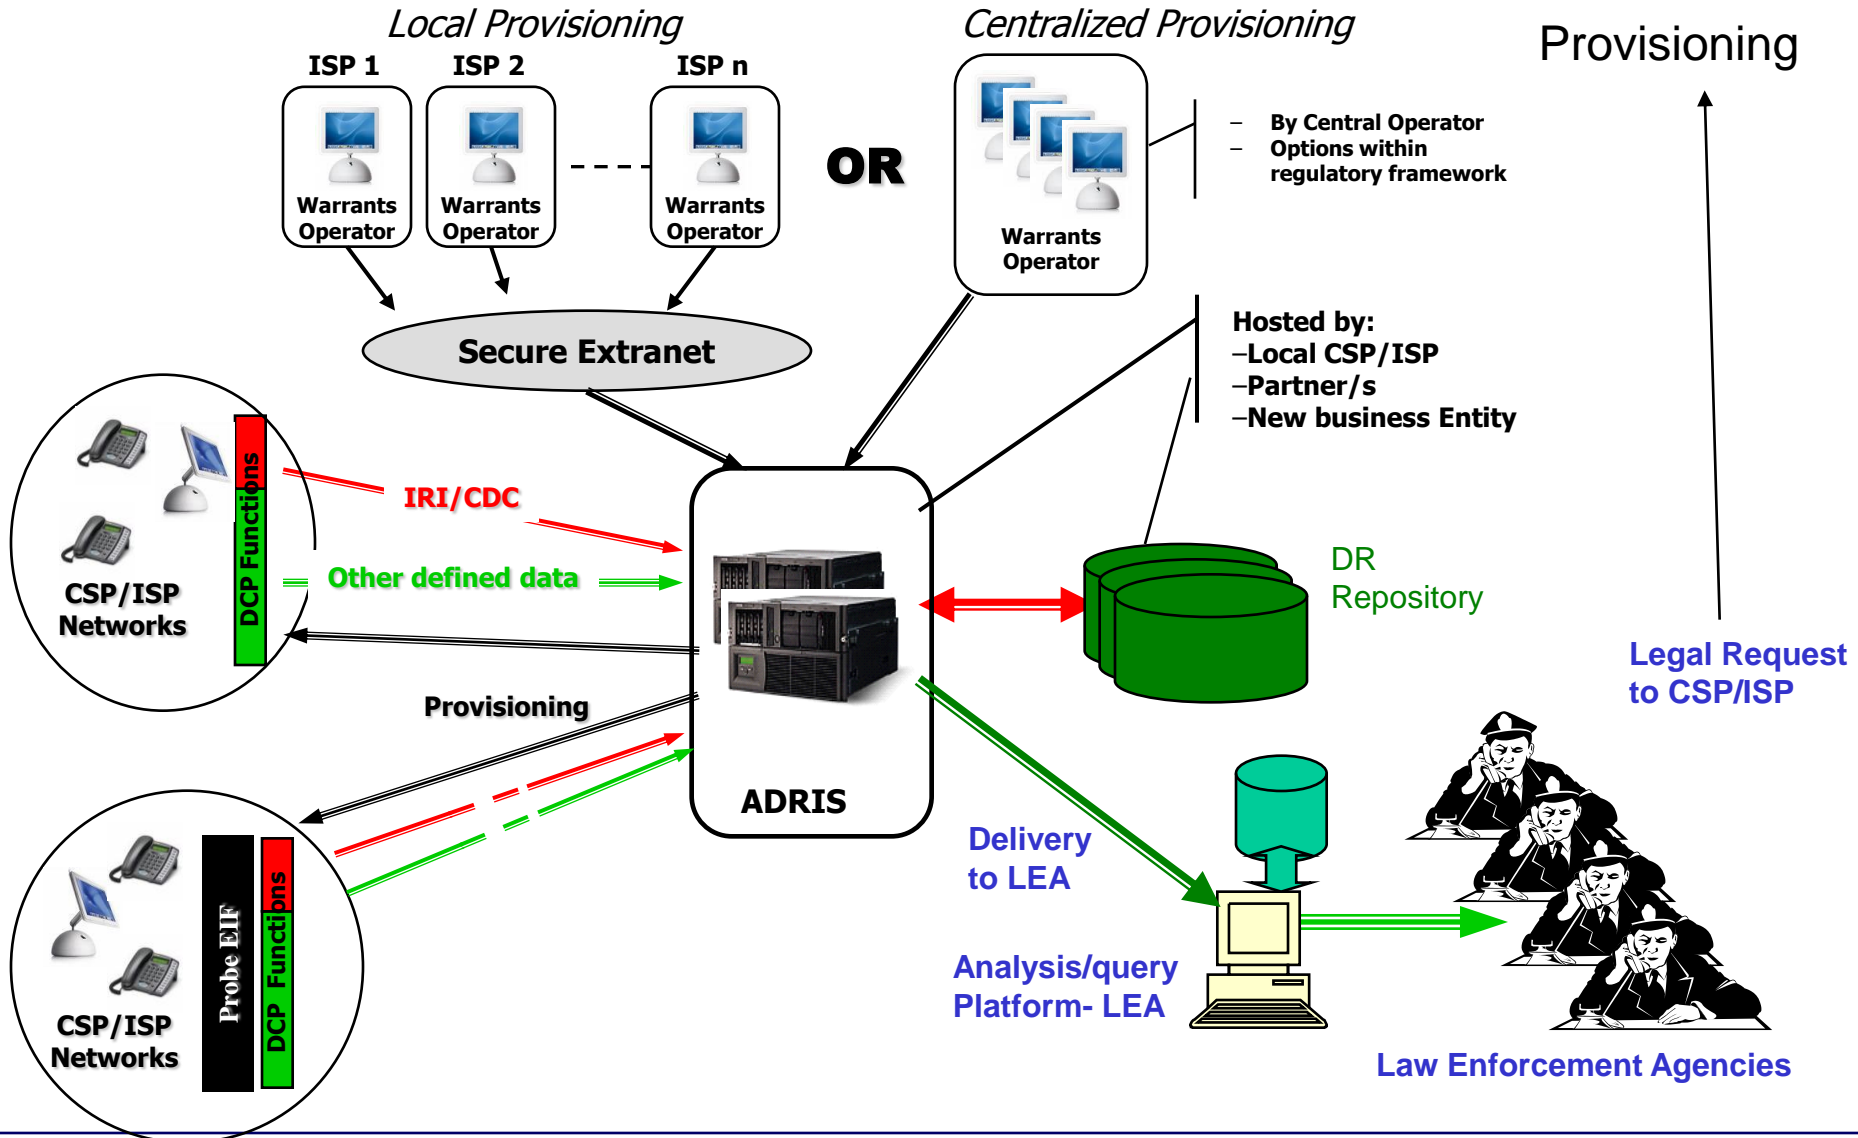 Local Provisioning
Centralized Provisioning
Provisioning
ISP 1
ISP 2
ISP n
Warrants
Operator
Warrants
Operator
Warrants
Operator
OR
Warrants
Operator
– By Central Operator
– Options within
regulatory framework
Secure Extranet
Hosted by:
–Local CSP/ISP
–Partner/s
–New business Entity
CSP/ISP
Networks
DCP Functions
IRI/CDC
Other defined data
Provisioning
ADRIS
DR
Repository
Legal Request
to CSP/ISP
CSP/ISP
Networks
Probe EIF
DCP Functions
Delivery
to LEA
Analysis/query
Platform- LEA
Law Enforcement Agencies